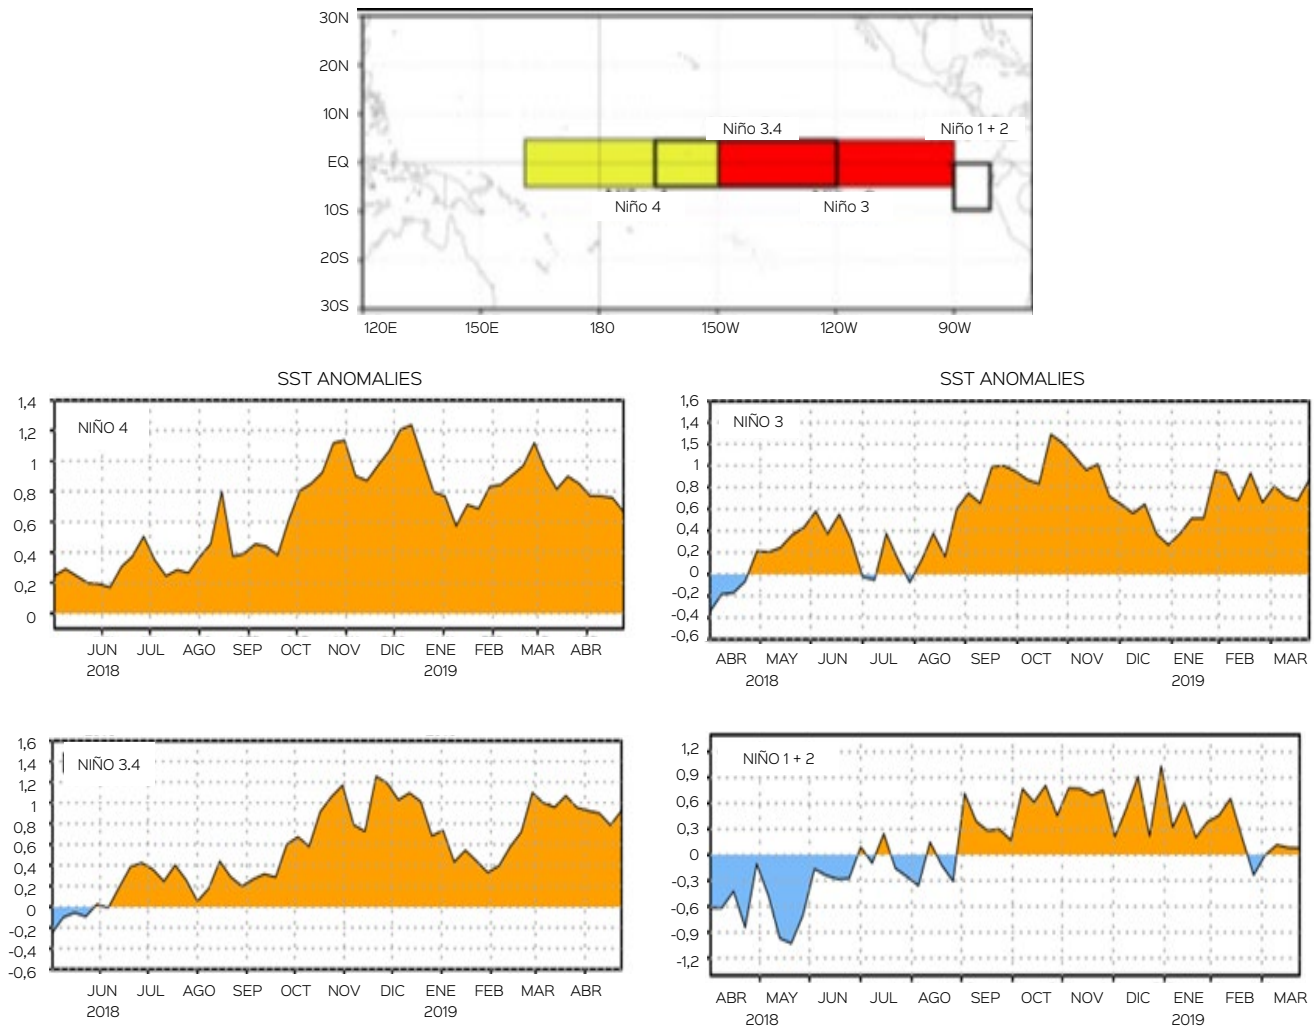 30N
20N
10N
EQ
10S
20S
30S
Niño 3.4
Niño 1 + 2
Niño 4
Niño 3
120E 150E 180 150W 120W 90W
SST ANOMALIES
NIÑO 4
1,4
1,2
1
0,8
0,6
0,4
0,2
0
JUN JUL AGO SEP OCT NOV DIC ENE FEB MAR ABR
2018 2019
SST ANOMALIES
NIÑO 3
1,6
1,4
1,5
1
0,8
0,6
0,4
0,2
0
-0,2
-0,4
-0,6
ABR MAY JUN JUL AGO SEP OCT NOV DIC ENE FEB MAR
2018 2019
NIÑO 3.4
1,6
1,4
1,2
1
0,8
0,6
0,4
0,2
0
-0,2
-0,4
-0,6
JUN JUL AGO SEP OCT NOV DIC ENE FEB MAR ABR
2018 2019
NIÑO 1 + 2
1,2
0,9
0,6
0,3
0
-0,3
-0,6
-0,9
-1,2
ABR MAY JUN JUL AGO SEP OCT NOV DIC ENE FEB MAR
2018 2019